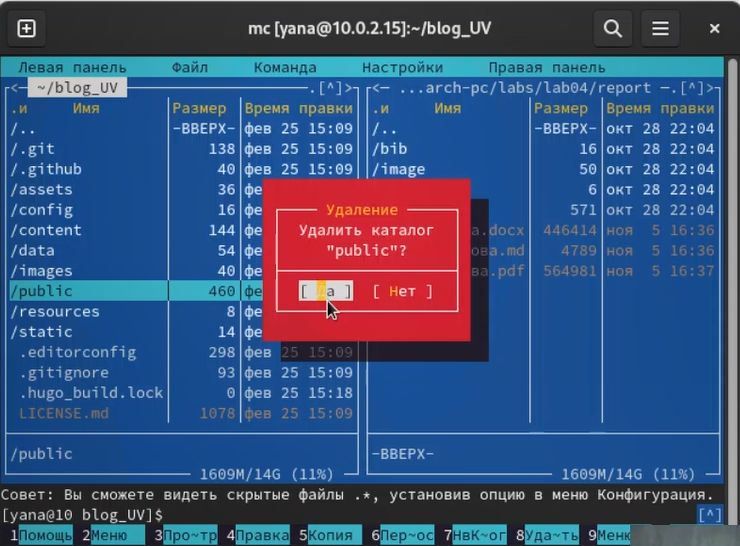 mc [yana@10.0.2.15]:~/blog_UV
Левая панель Файл Команда Настройки Правая панель
<— ~/blog_UV —.[^]>
<— ...arch-pc/labs/lab04/report —.[^]>
.и Имя Размер Время правки
/.. -ВВЕРХ- фев 25 15:09
/.git 138 фев 25 15:09
/.github 40 фев 25 15:09
/assets 36 фе
/config 16 фе
/content 144 фе
/data 54 фе
/images 40 фе
/public 460 фе
/resources 8 фе
/static 14 фе
.editorconfig 298 фев 25 15:09
.gitignore 93 фев 25 15:09
.hugo_build.lock 0 фев 25 15:18
LICENSE.md 1078 фев 25 15:09
/public
1609M/14G (11%)
.и Имя Размер Время правки
/.. -ВВЕРХ- окт 28 22:04
/bib 16 окт 28 22:04
/image 50 окт 28 22:04
6 окт 28 22:04
571 окт 28 22:04
а.docx 446414 ноя 5 16:36
ова.md 4789 ноя 5 16:36
ва.pdf 564981 ноя 5 16:37
-ВВЕРХ-
1609M/14G (11%)
Удаление
Удалить каталог
"public"?
[ Да ] [ Нет ]
Совет: Вы сможете видеть скрытые файлы .*, установив опцию в меню Конфигурация.
[yana@10 blog_UV]$ [^]
1Помощь 2Меню 3Про~тр 4Правка 5Копия 6Пер~ос 7НвК~ог 8Уда~ть 9Меню